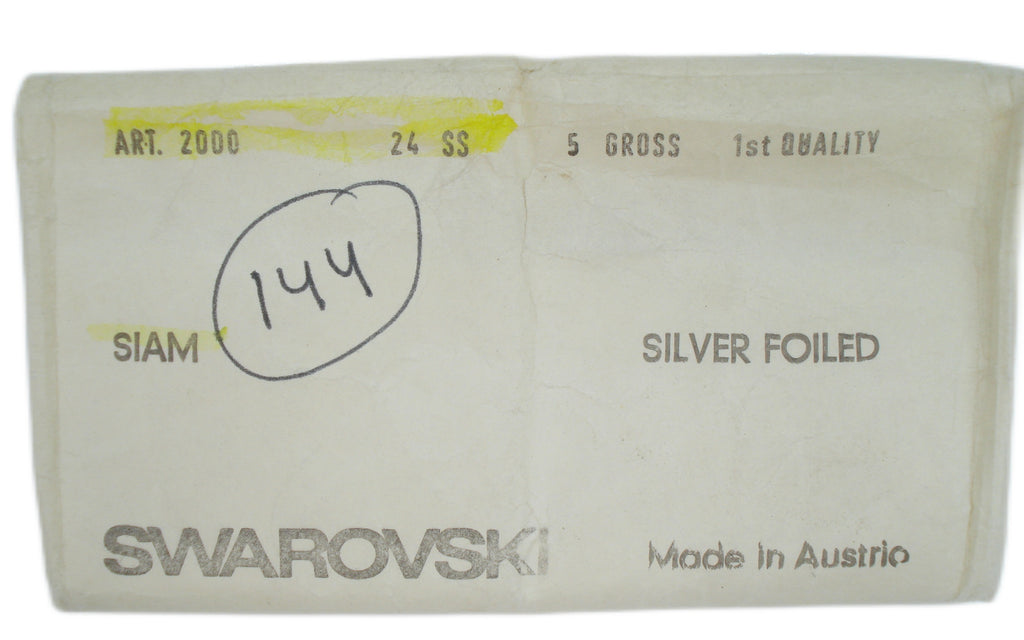 ART. 2000 24 SS 5 GROSS 1st QUALITY
144
SIAM SILVER FOILED
SWAROVSKI Made in Austria